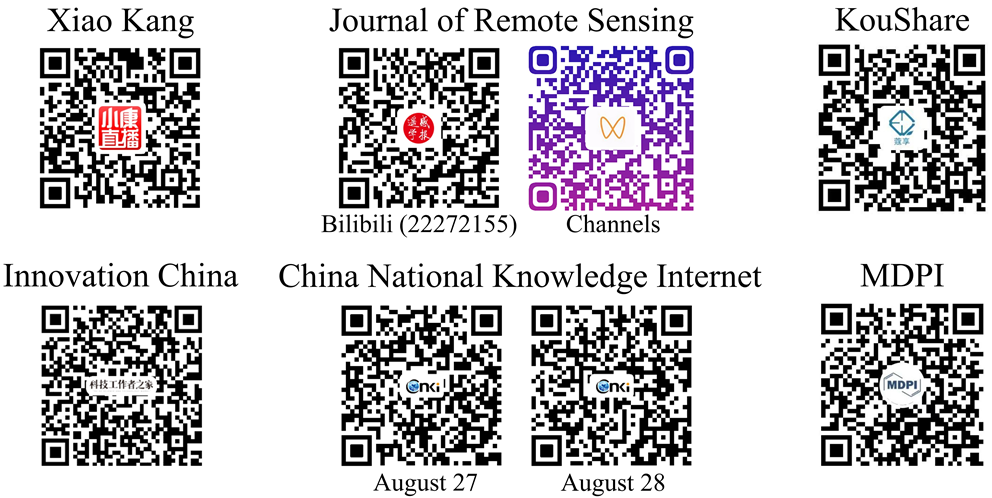 Xiao Kang
小康
直播
Journal of Remote Sensing
遥感
学报
Bilibili (22272155)
Channels
KouShare
蔻享
Innovation China
科技工作者之家
China National Knowledge Internet
cnki
August 27
cnki
August 28
MDPI
MDPI